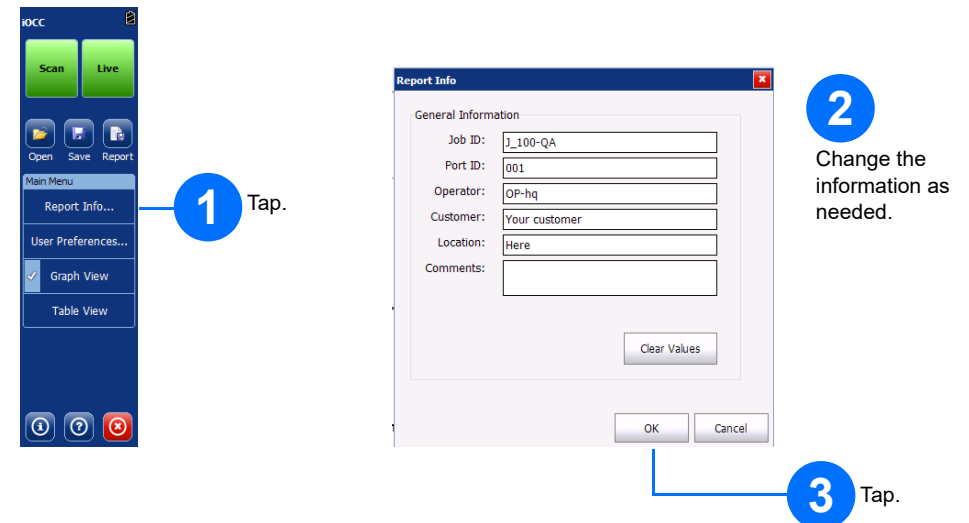 iOCC
Scan
Live
Open
Save
Report
Main Menu
Report Info...
User Preferences...
Graph View
Table View
1
Tap.
Report Info
General Information
Job ID:
J_100-QA
Port ID:
001
Operator:
OP-hq
Customer:
Your customer
Location:
Here
Comments:
Clear Values
OK
Cancel
2
Change the
information as
needed.
3
Tap.